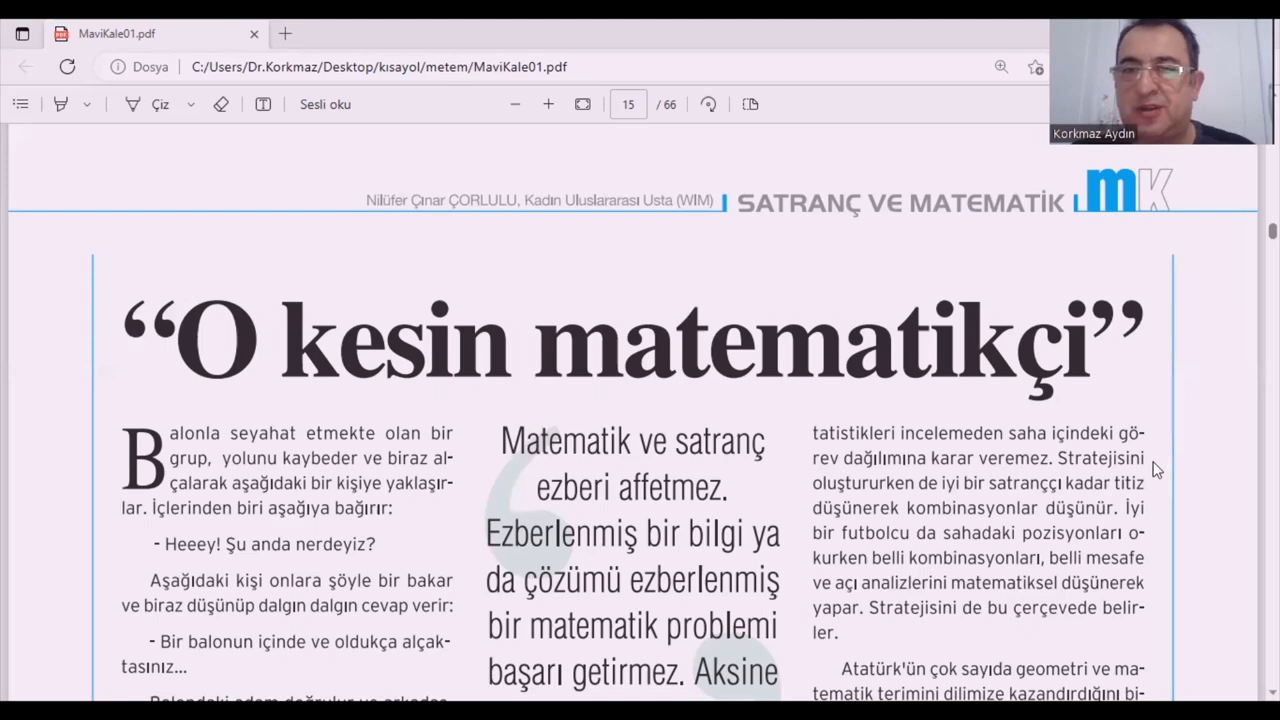 MaviKale01.pdf
Dosya
C:/Users/Dr.Korkmaz/Desktop/kısayol/metem/MaviKale01.pdf
Çiz
Sesli oku
15
/ 66
Korkmaz Aydın
Nilüfer Çınar ÇORLULU, Kadın Uluslararası Usta (WIM)
SATRANÇ VE MATEMATİK
mK
“O kesin matematikçi”
Balonla seyahat etmekte olan bir
grup, yolunu kaybeder ve biraz al-
çalarak aşağıdaki bir kişiye yaklaşır-
lar. İçlerinden biri aşağıya bağırır:
- Heeey! Şu anda nerdeyiz?
Aşağıdaki kişi onlara şöyle bir bakar
ve biraz düşünüp dalgın dalgın cevap verir:
- Bir balonun içinde ve oldukça alçak-
tasınız...
Matematik ve satranç
ezberi affetmez.
Ezberlenmiş bir bilgi ya
da çözümü ezberlenmiş
bir matematik problemi
başarı getirmez. Aksine
tatistikleri incelemeden saha içindeki gö-
rev dağılımına karar veremez. Stratejisini
oluştururken de iyi bir satrançcı kadar titiz
düşünerek kombinasyonlar düşünür. İyi
bir futbolcu da sahadaki pozisyonları o-
kurken belli kombinasyonları, belli mesafe
ve açı analizlerini matematiksel düşünerek
yapar. Stratejisini de bu çerçevede belir-
ler.
Atatürk'ün çok sayıda geometri ve ma-
tematik terimini dilimize kazandırdığını bi-